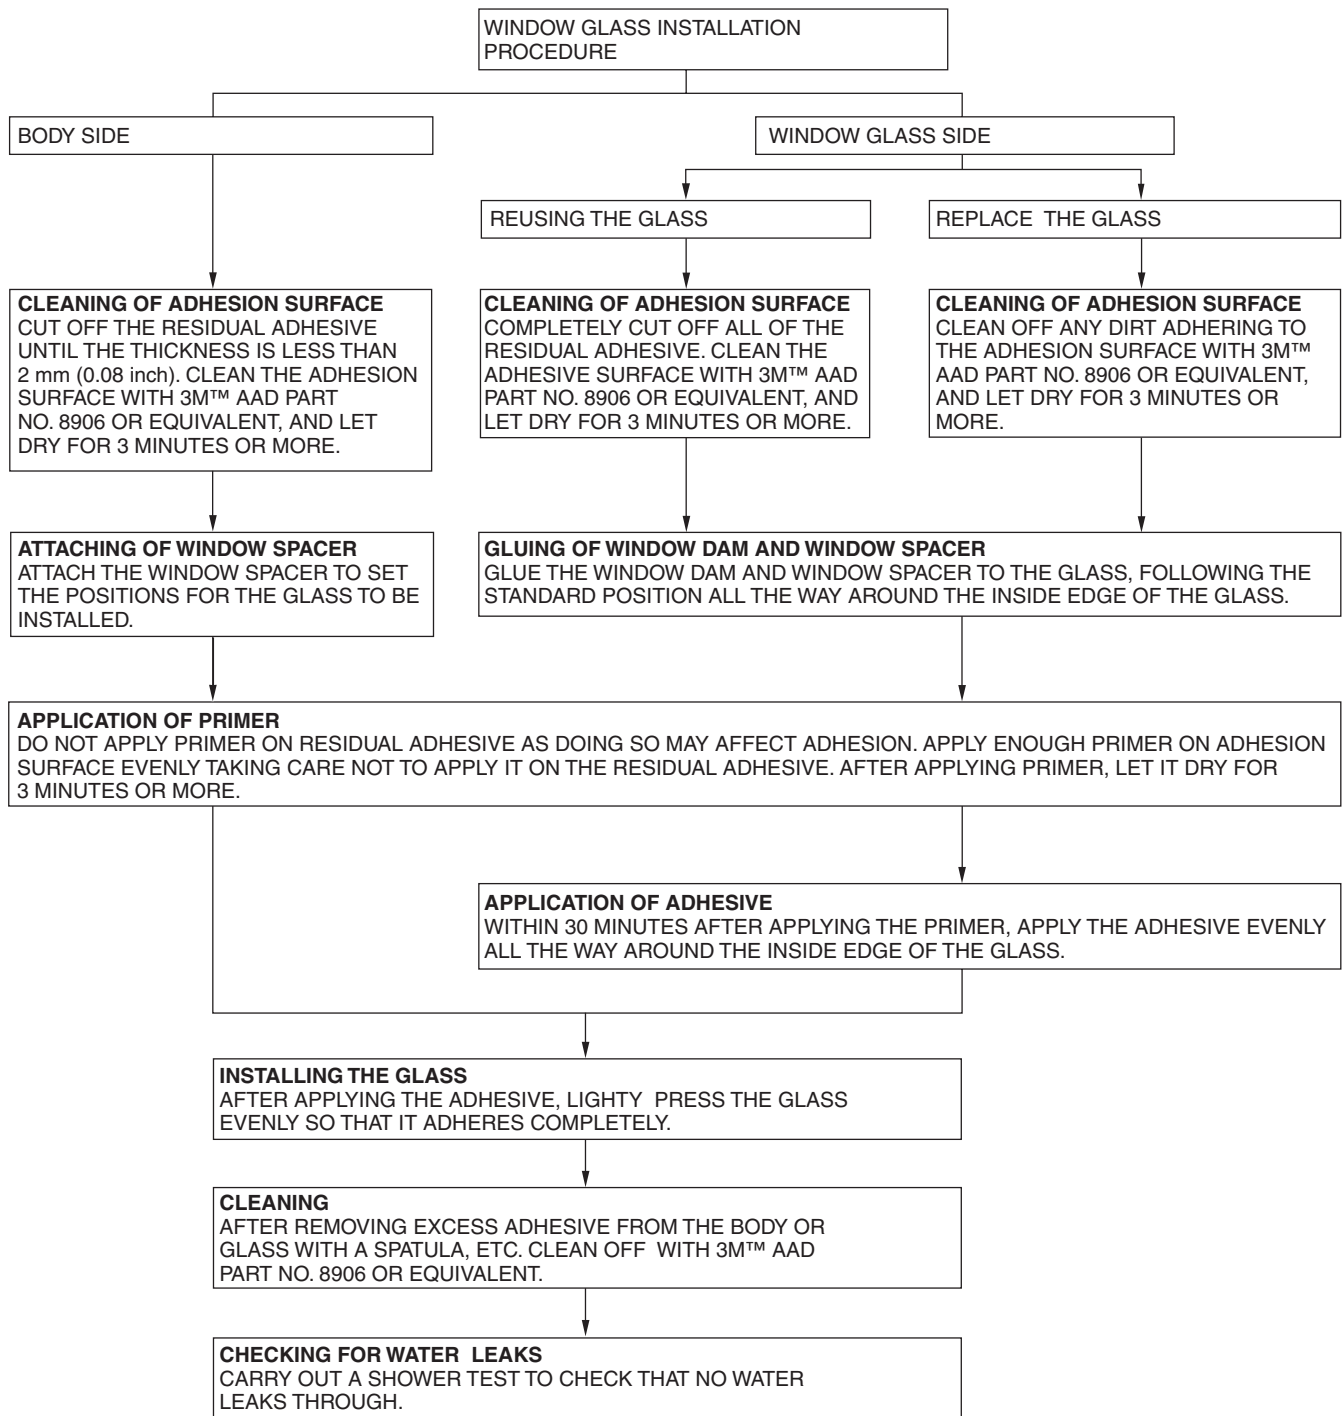 WINDOW GLASS INSTALLATION
PROCEDURE
BODY SIDE
WINDOW GLASS SIDE
REUSING THE GLASS
REPLACE THE GLASS
CLEANING OF ADHESION SURFACE
CUT OFF THE RESIDUAL ADHESIVE
UNTIL THE THICKNESS IS LESS THAN
2 mm (0.08 inch). CLEAN THE ADHESION
SURFACE WITH 3M™ AAD PART
NO. 8906 OR EQUIVALENT, AND LET
DRY FOR 3 MINUTES OR MORE.
CLEANING OF ADHESION SURFACE
COMPLETELY CUT OFF ALL OF THE
RESIDUAL ADHESIVE. CLEAN THE
ADHESIVE SURFACE WITH 3M™ AAD
PART NO. 8906 OR EQUIVALENT, AND
LET DRY FOR 3 MINUTES OR MORE.
CLEANING OF ADHESION SURFACE
CLEAN OFF ANY DIRT ADHERING TO
THE ADHESION SURFACE WITH 3M™
AAD PART NO. 8906 OR EQUIVALENT,
AND LET DRY FOR 3 MINUTES OR
MORE.
ATTACHING OF WINDOW SPACER
ATTACH THE WINDOW SPACER TO SET
THE POSITIONS FOR THE GLASS TO BE
INSTALLED.
GLUING OF WINDOW DAM AND WINDOW SPACER
GLUE THE WINDOW DAM AND WINDOW SPACER TO THE GLASS, FOLLOWING THE
STANDARD POSITION ALL THE WAY AROUND THE INSIDE EDGE OF THE GLASS.
APPLICATION OF PRIMER
DO NOT APPLY PRIMER ON RESIDUAL ADHESIVE AS DOING SO MAY AFFECT ADHESION. APPLY ENOUGH PRIMER ON ADHESION
SURFACE EVENLY TAKING CARE NOT TO APPLY IT ON THE RESIDUAL ADHESIVE. AFTER APPLYING PRIMER, LET IT DRY FOR
3 MINUTES OR MORE.
APPLICATION OF ADHESIVE
WITHIN 30 MINUTES AFTER APPLYING THE PRIMER, APPLY THE ADHESIVE EVENLY
ALL THE WAY AROUND THE INSIDE EDGE OF THE GLASS.
INSTALLING THE GLASS
AFTER APPLYING THE ADHESIVE, LIGHTY PRESS THE GLASS
EVENLY SO THAT IT ADHERES COMPLETELY.
CLEANING
AFTER REMOVING EXCESS ADHESIVE FROM THE BODY OR
GLASS WITH A SPATULA, ETC. CLEAN OFF WITH 3M™ AAD
PART NO. 8906 OR EQUIVALENT.
CHECKING FOR WATER LEAKS
CARRY OUT A SHOWER TEST TO CHECK THAT NO WATER
LEAKS THROUGH.